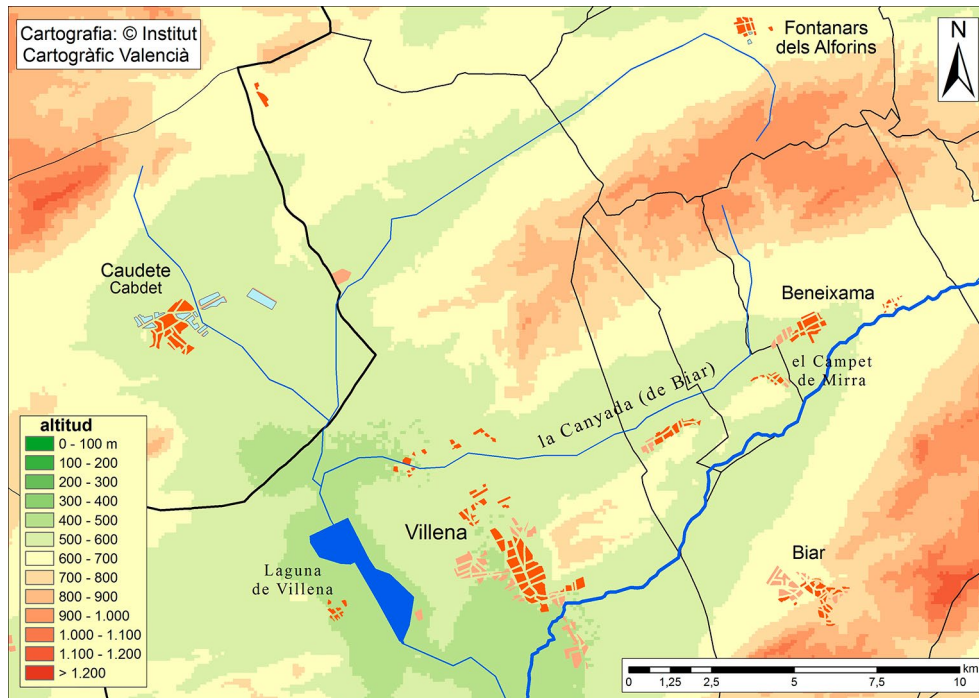 Cartografia: © Institut
Cartogràfic Valencià
Fontanars
dels Alforins
N
Caudete
Cabdet
Beneixama
el Campet
de Mirra
la Canyada (de Biar)
Villena
Laguna
de Villena
Biar
altitud
0 - 100 m
100 - 200
200 - 300
300 - 400
400 - 500
500 - 600
600 - 700
700 - 800
800 - 900
900 - 1.000
1.000 - 1.100
1.100 - 1.200
> 1.200
km
0 1,25 2,5 5 7,5 10